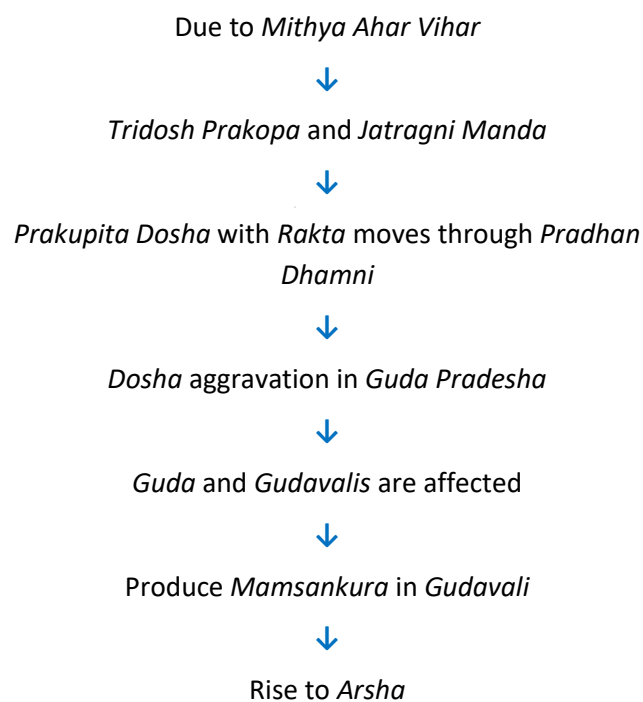 Due to Mithya Ahar Vihar
↓
Tridosh Prakopa and Jatragni Manda
↓
Prakupita Dosha with Rakta moves through Pradhan
Dhamni
↓
Dosha aggravation in Guda Pradesha
↓
Guda and Gudavalis are affected
↓
Produce Mamsankura in Gudavali
↓
Rise to Arsha